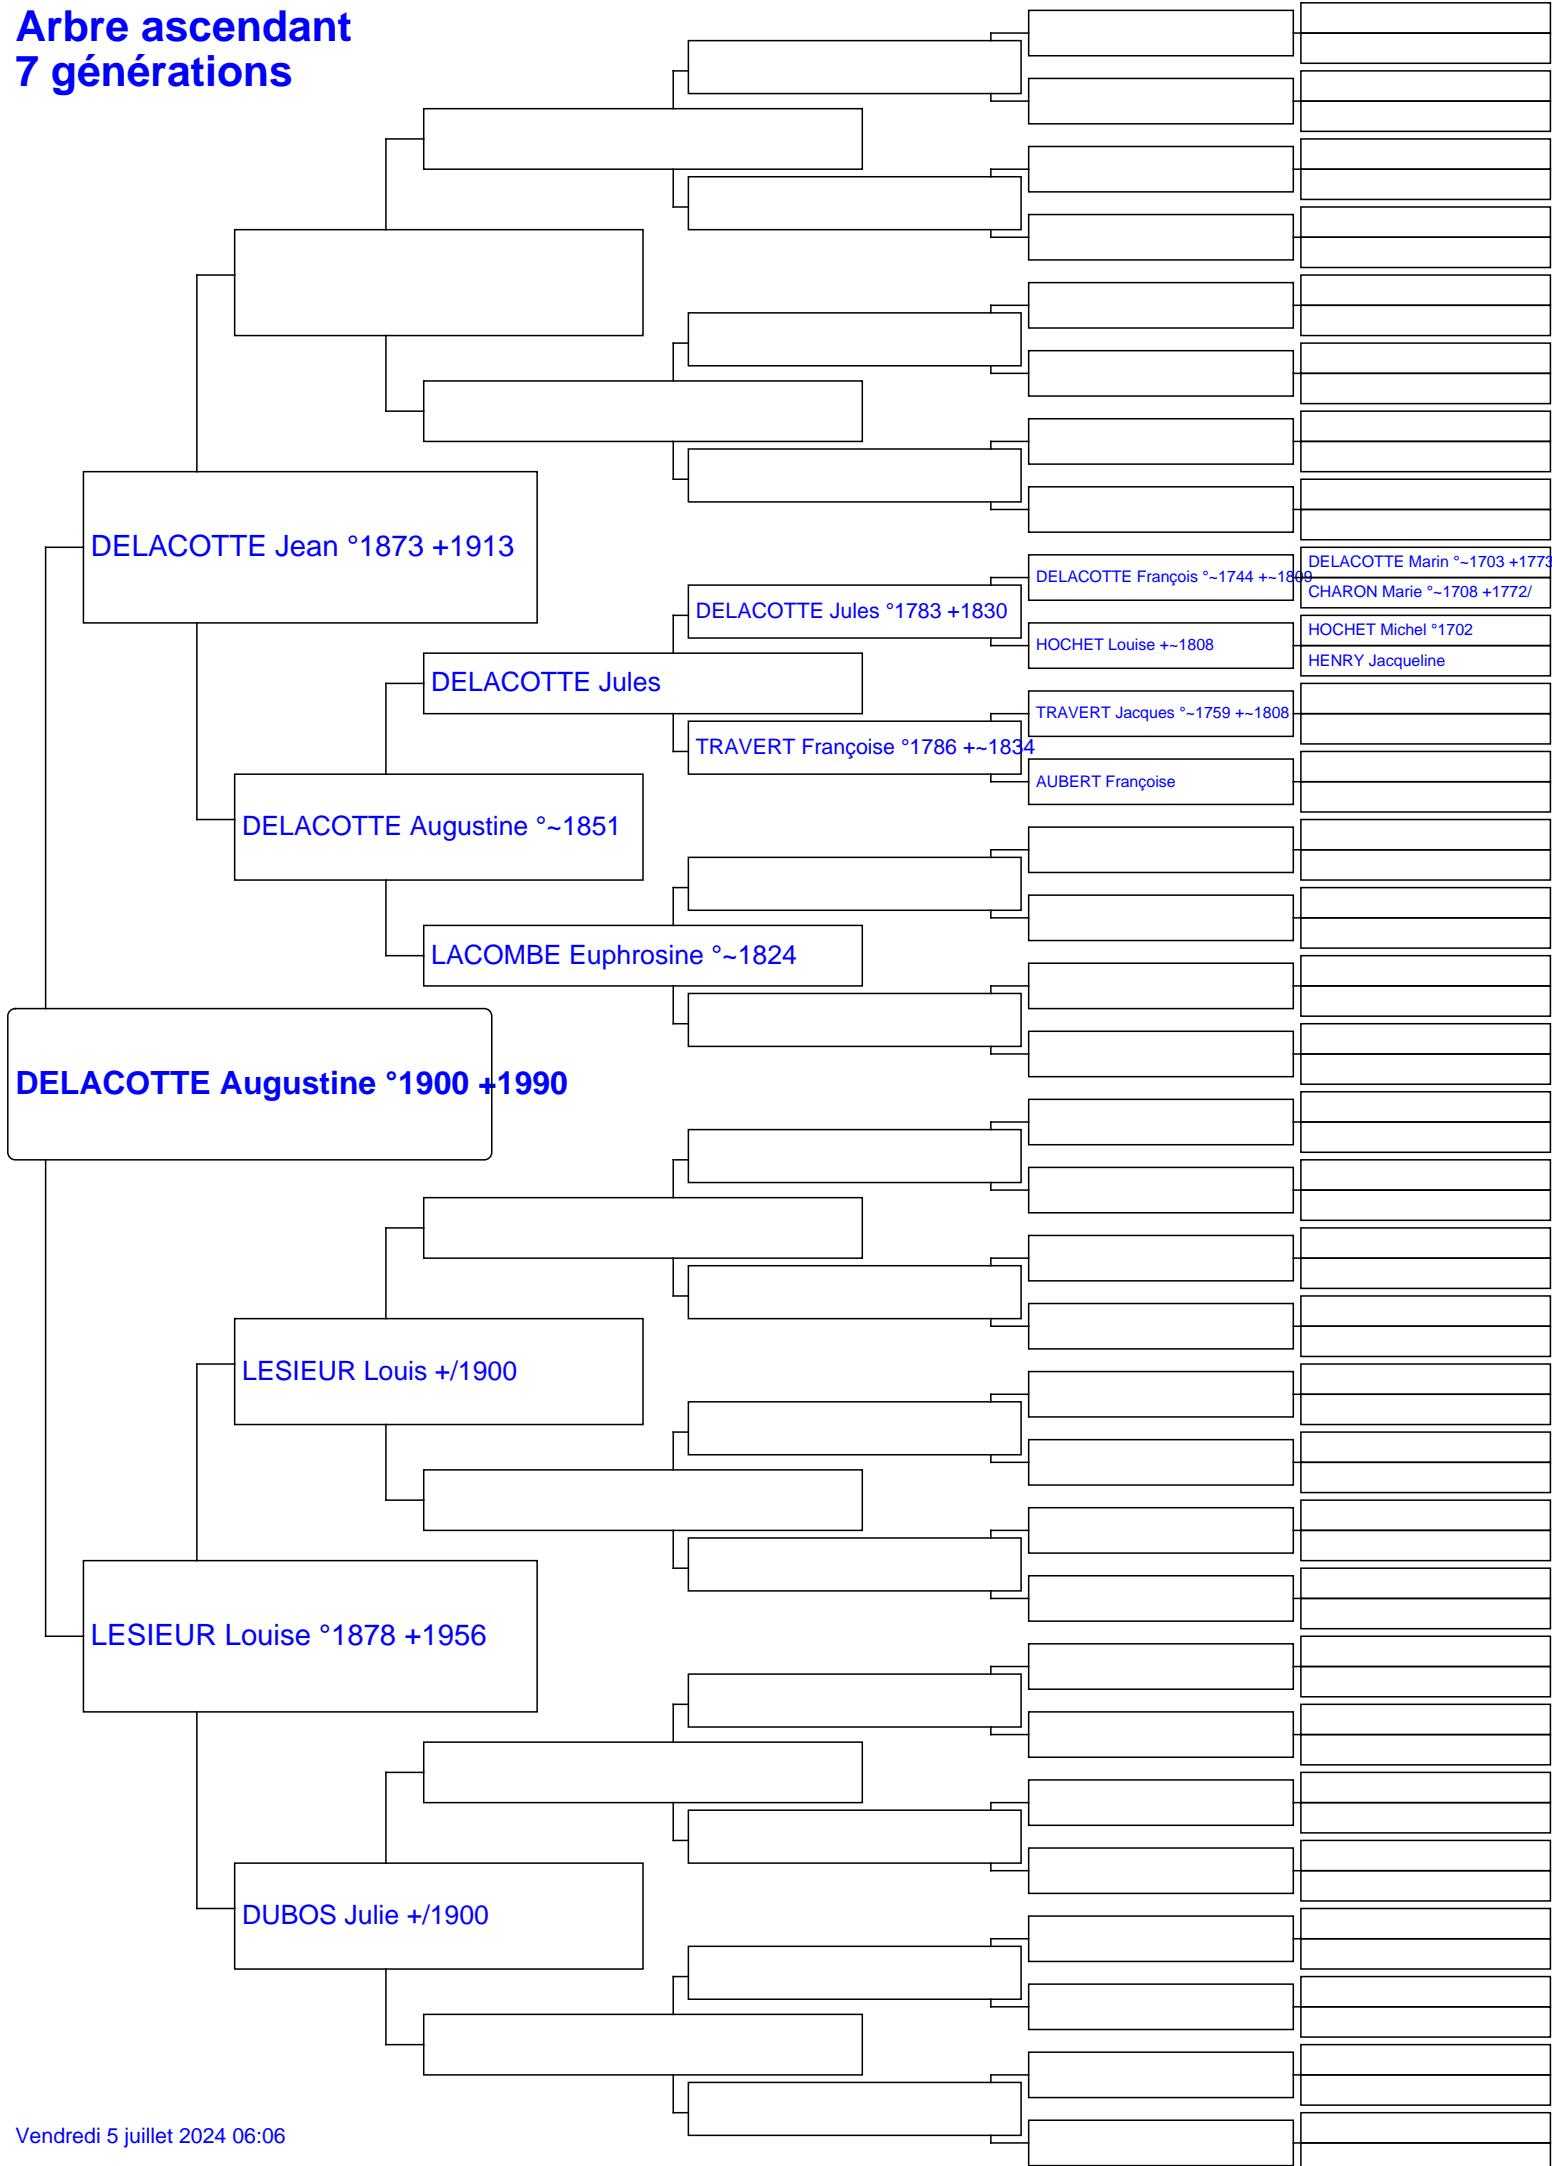 Arbre ascendant
7 générations
DELACOTTE Jean °1873 +1913
DELACOTTE Marin °~1703 +1773
DELACOTTE François °~1744 +~1809
CHARON Marie °~1708 +1772/
DELACOTTE Jules °1783 +1830
HOCHET Michel °1702
HOCHET Louise +~1808
HENRY Jacqueline
DELACOTTE Jules
TRAVERT Jacques °~1759 +~1808
TRAVERT Françoise °1786 +~1834
AUBERT Françoise
DELACOTTE Augustine °~1851
LACOMBE Euphrosine °~1824
DELACOTTE Augustine °1900 +1990
LESIEUR Louis +/1900
LESIEUR Louise °1878 +1956
DUBOS Julie +/1900
Vendredi 5 juillet 2024 06:06